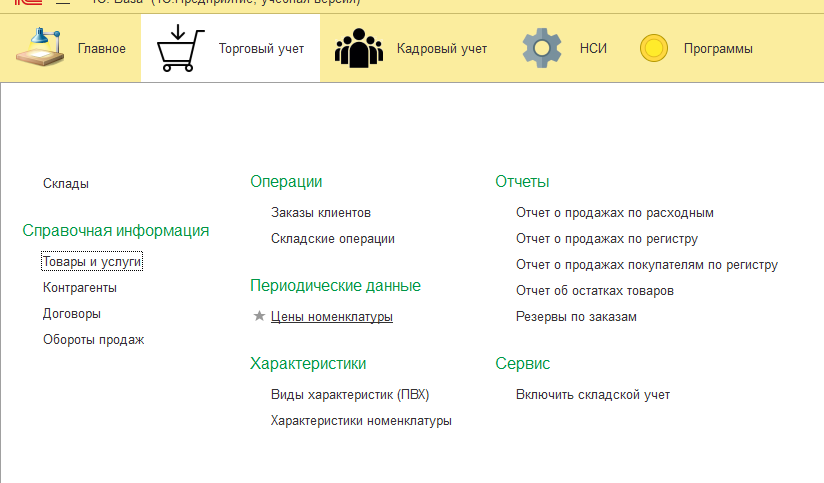 1С: База (1С:Предприятие, учебная версия)
Главное
Торговый учет
Кадровый учет
НСИ
Программы
Склады
Справочная информация
Товары и услуги
Контрагенты
Договоры
Обороты продаж
Операции
Заказы клиентов
Складские операции
Периодические данные
Цены номенклатуры
Характеристики
Виды характеристик (ПВХ)
Характеристики номенклатуры
Отчеты
Отчет о продажах по расходным
Отчет о продажах по регистру
Отчет о продажах покупателям по регистру
Отчет об остатках товаров
Резервы по заказам
Сервис
Включить складской учет